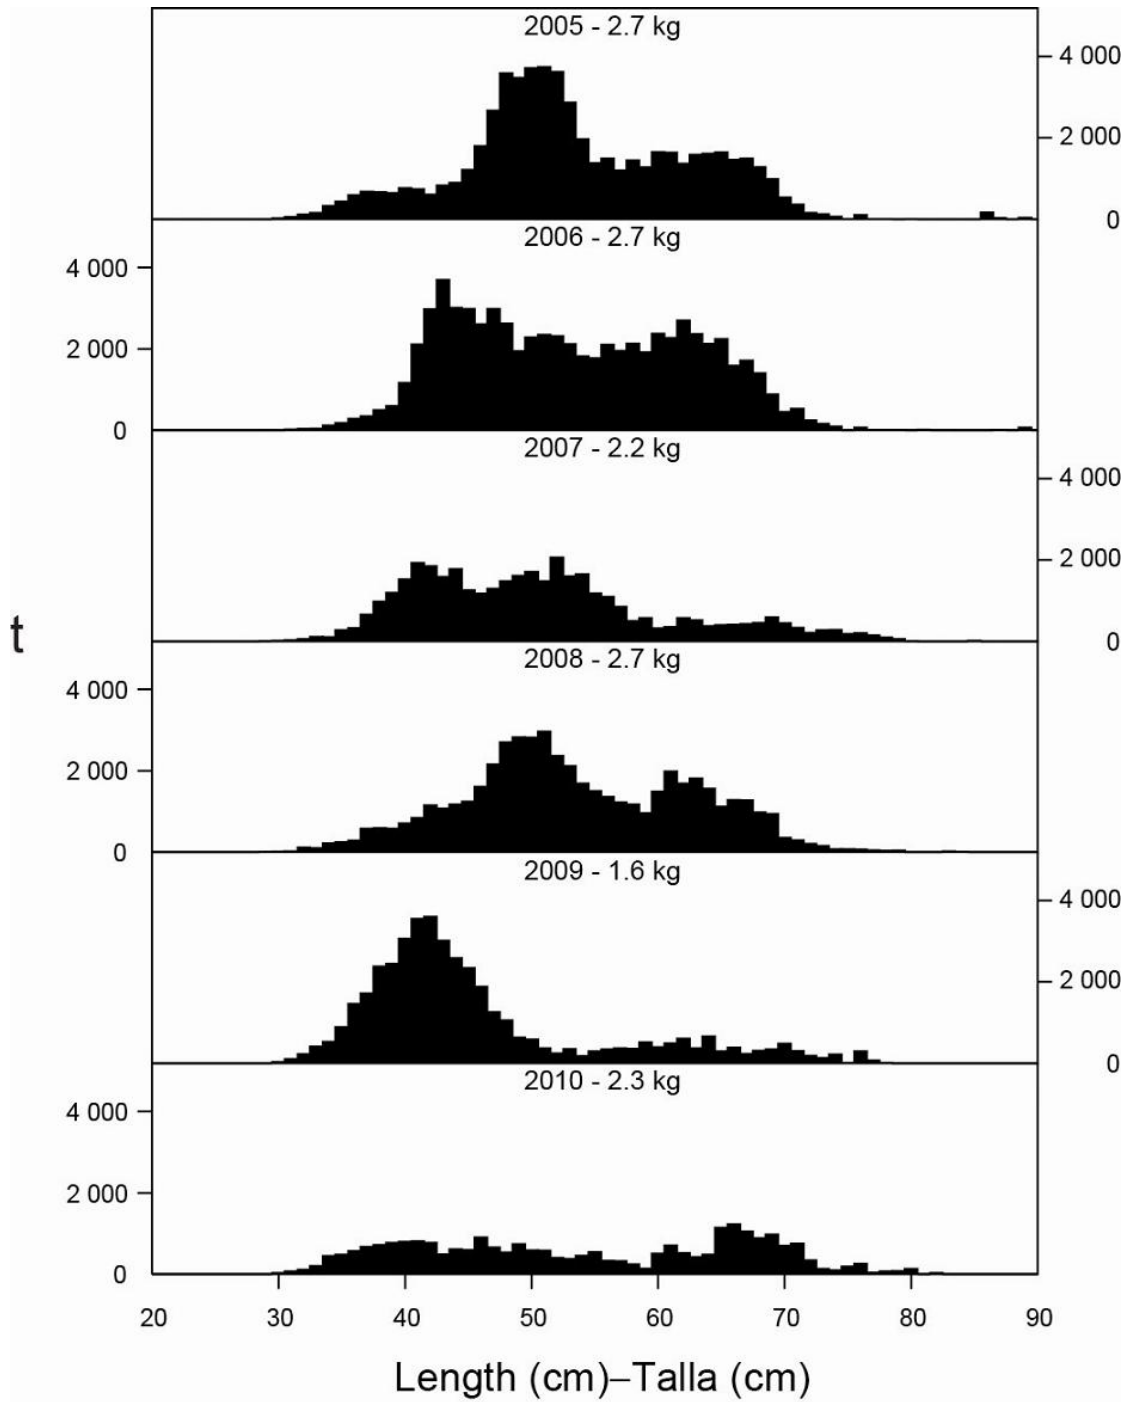 2005 - 2.7 kg
4 000
2 000
0
2006 - 2.7 kg
4 000
2 000
0
2007 - 2.2 kg
4 000
2 000
0
t
2008 - 2.7 kg
4 000
2 000
0
2009 - 1.6 kg
4 000
2 000
0
2010 - 2.3 kg
4 000
2 000
0
20 30 40 50 60 70 80 90
Length (cm)–Talla (cm)